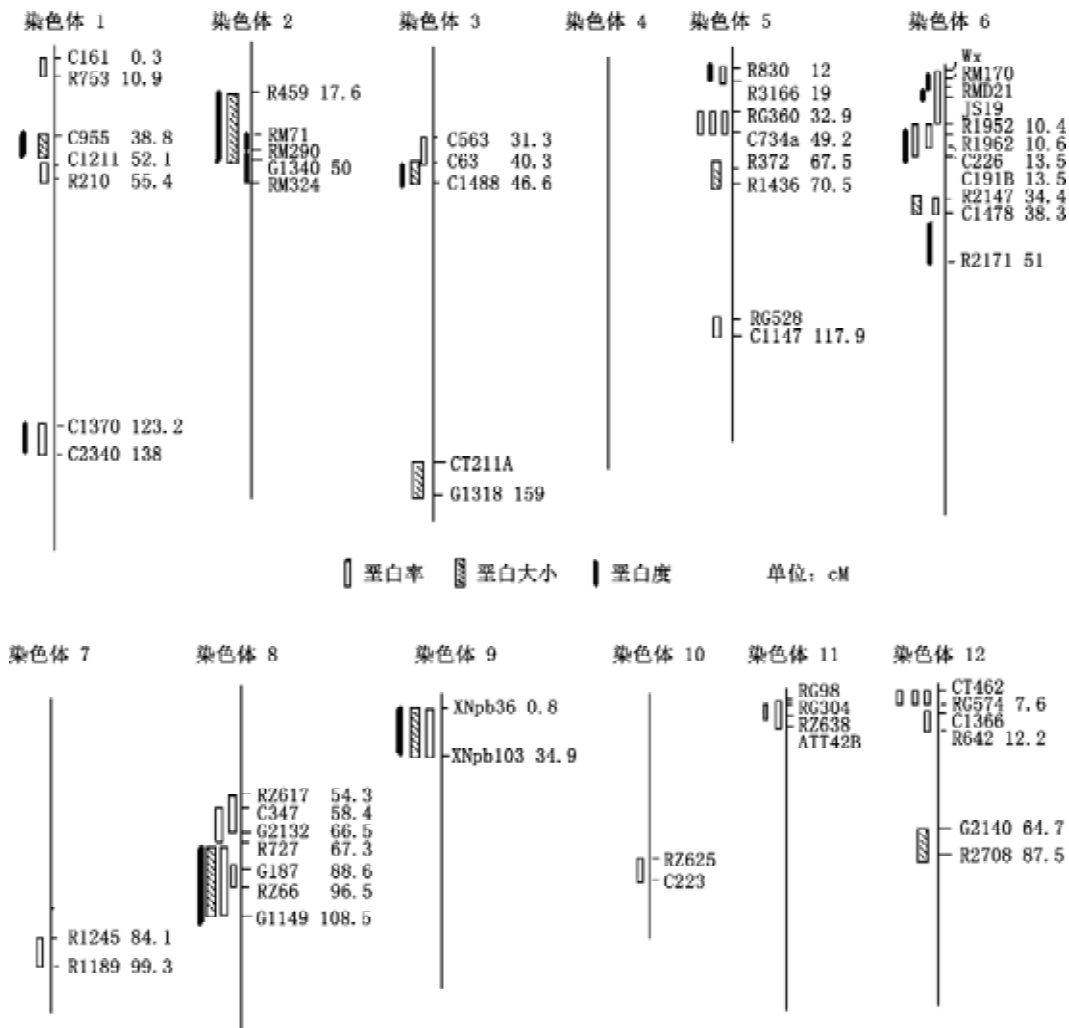 染色体 1
C161 0.3
R753 10.9
C955 38.8
C1211 52.1
R210 55.4
C1370 123.2
C2340 138
染色体 2
R459 17.6
RM71
RM290
G1340 50
RM324
染色体 3
C563 31.3
C63 40.3
C1488 46.6
CT211A
G1318 159
染色体 4
染色体 5
R830 12
R3166 19
RG360 32.9
C734a 49.2
R372 67.5
R1436 70.5
RG528
C1147 117.9
染色体 6
Wx
RM170
RMD21
JS19
R1952 10.4
R1962 10.6
C226 13.5
C191B 13.5
R2147 34.4
C1478 38.3
R2171 51
垩白率 垩白大小 垩白度 单位: cM
染色体 7
R1245 84.1
R1189 99.3
染色体 8
RZ617 54.3
C347 58.4
G2132 66.5
R727 67.3
G187 88.6
RZ66 96.5
G1149 108.5
染色体 9
XNpb36 0.8
XNpb103 34.9
染色体 10
RZ625
C223
染色体 11
RG98
RG304
RZ638
ATT42B
染色体 12
CT462
RG574 7.6
C1366
R642 12.2
G2140 64.7
R2708 87.5